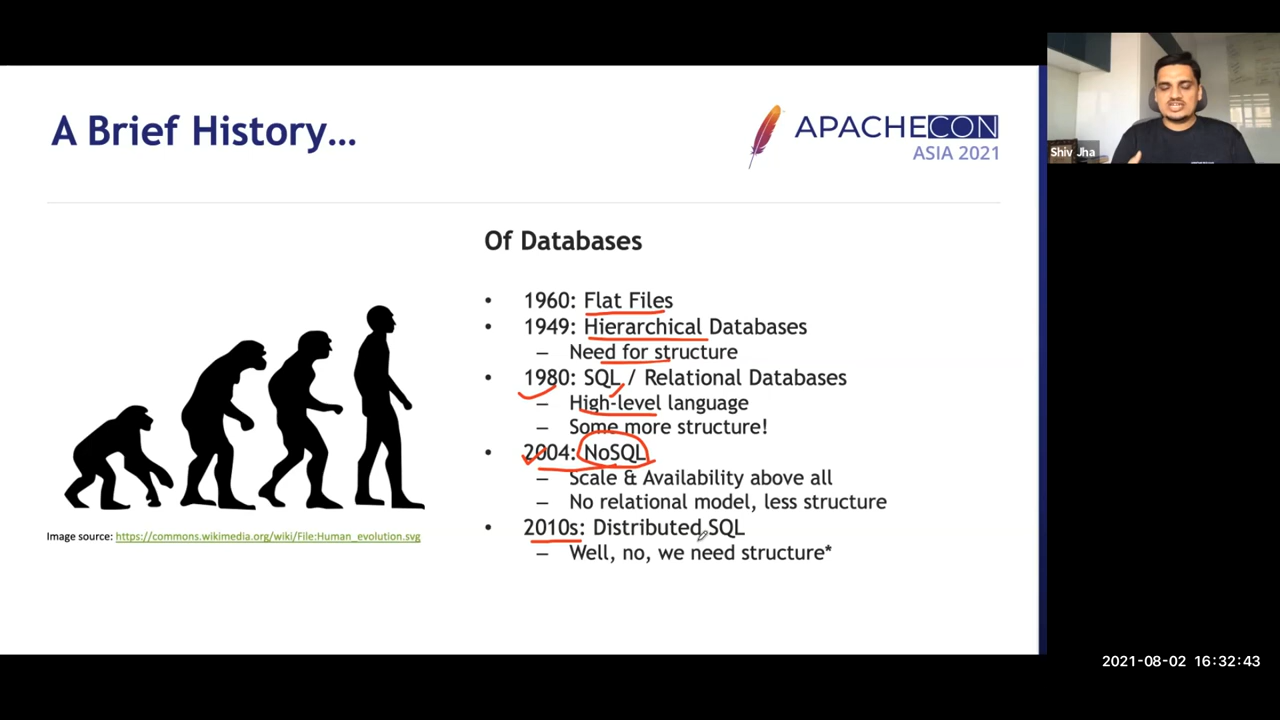 A Brief History...
APACHECON
ASIA 2021
Shiv Jha
Of Databases
• 1960: Flat Files
• 1949: Hierarchical Databases
– Need for structure
• 1980: SQL / Relational Databases
– High-level language
– Some more structure!
• 2004: NoSQL
– Scale & Availability above all
– No relational model, less structure
• 2010s: Distributed SQL
– Well, no, we need structure*
Image source: https://commons.wikimedia.org/wiki/File:Human_evolution.svg
2021-08-02 16:32:43